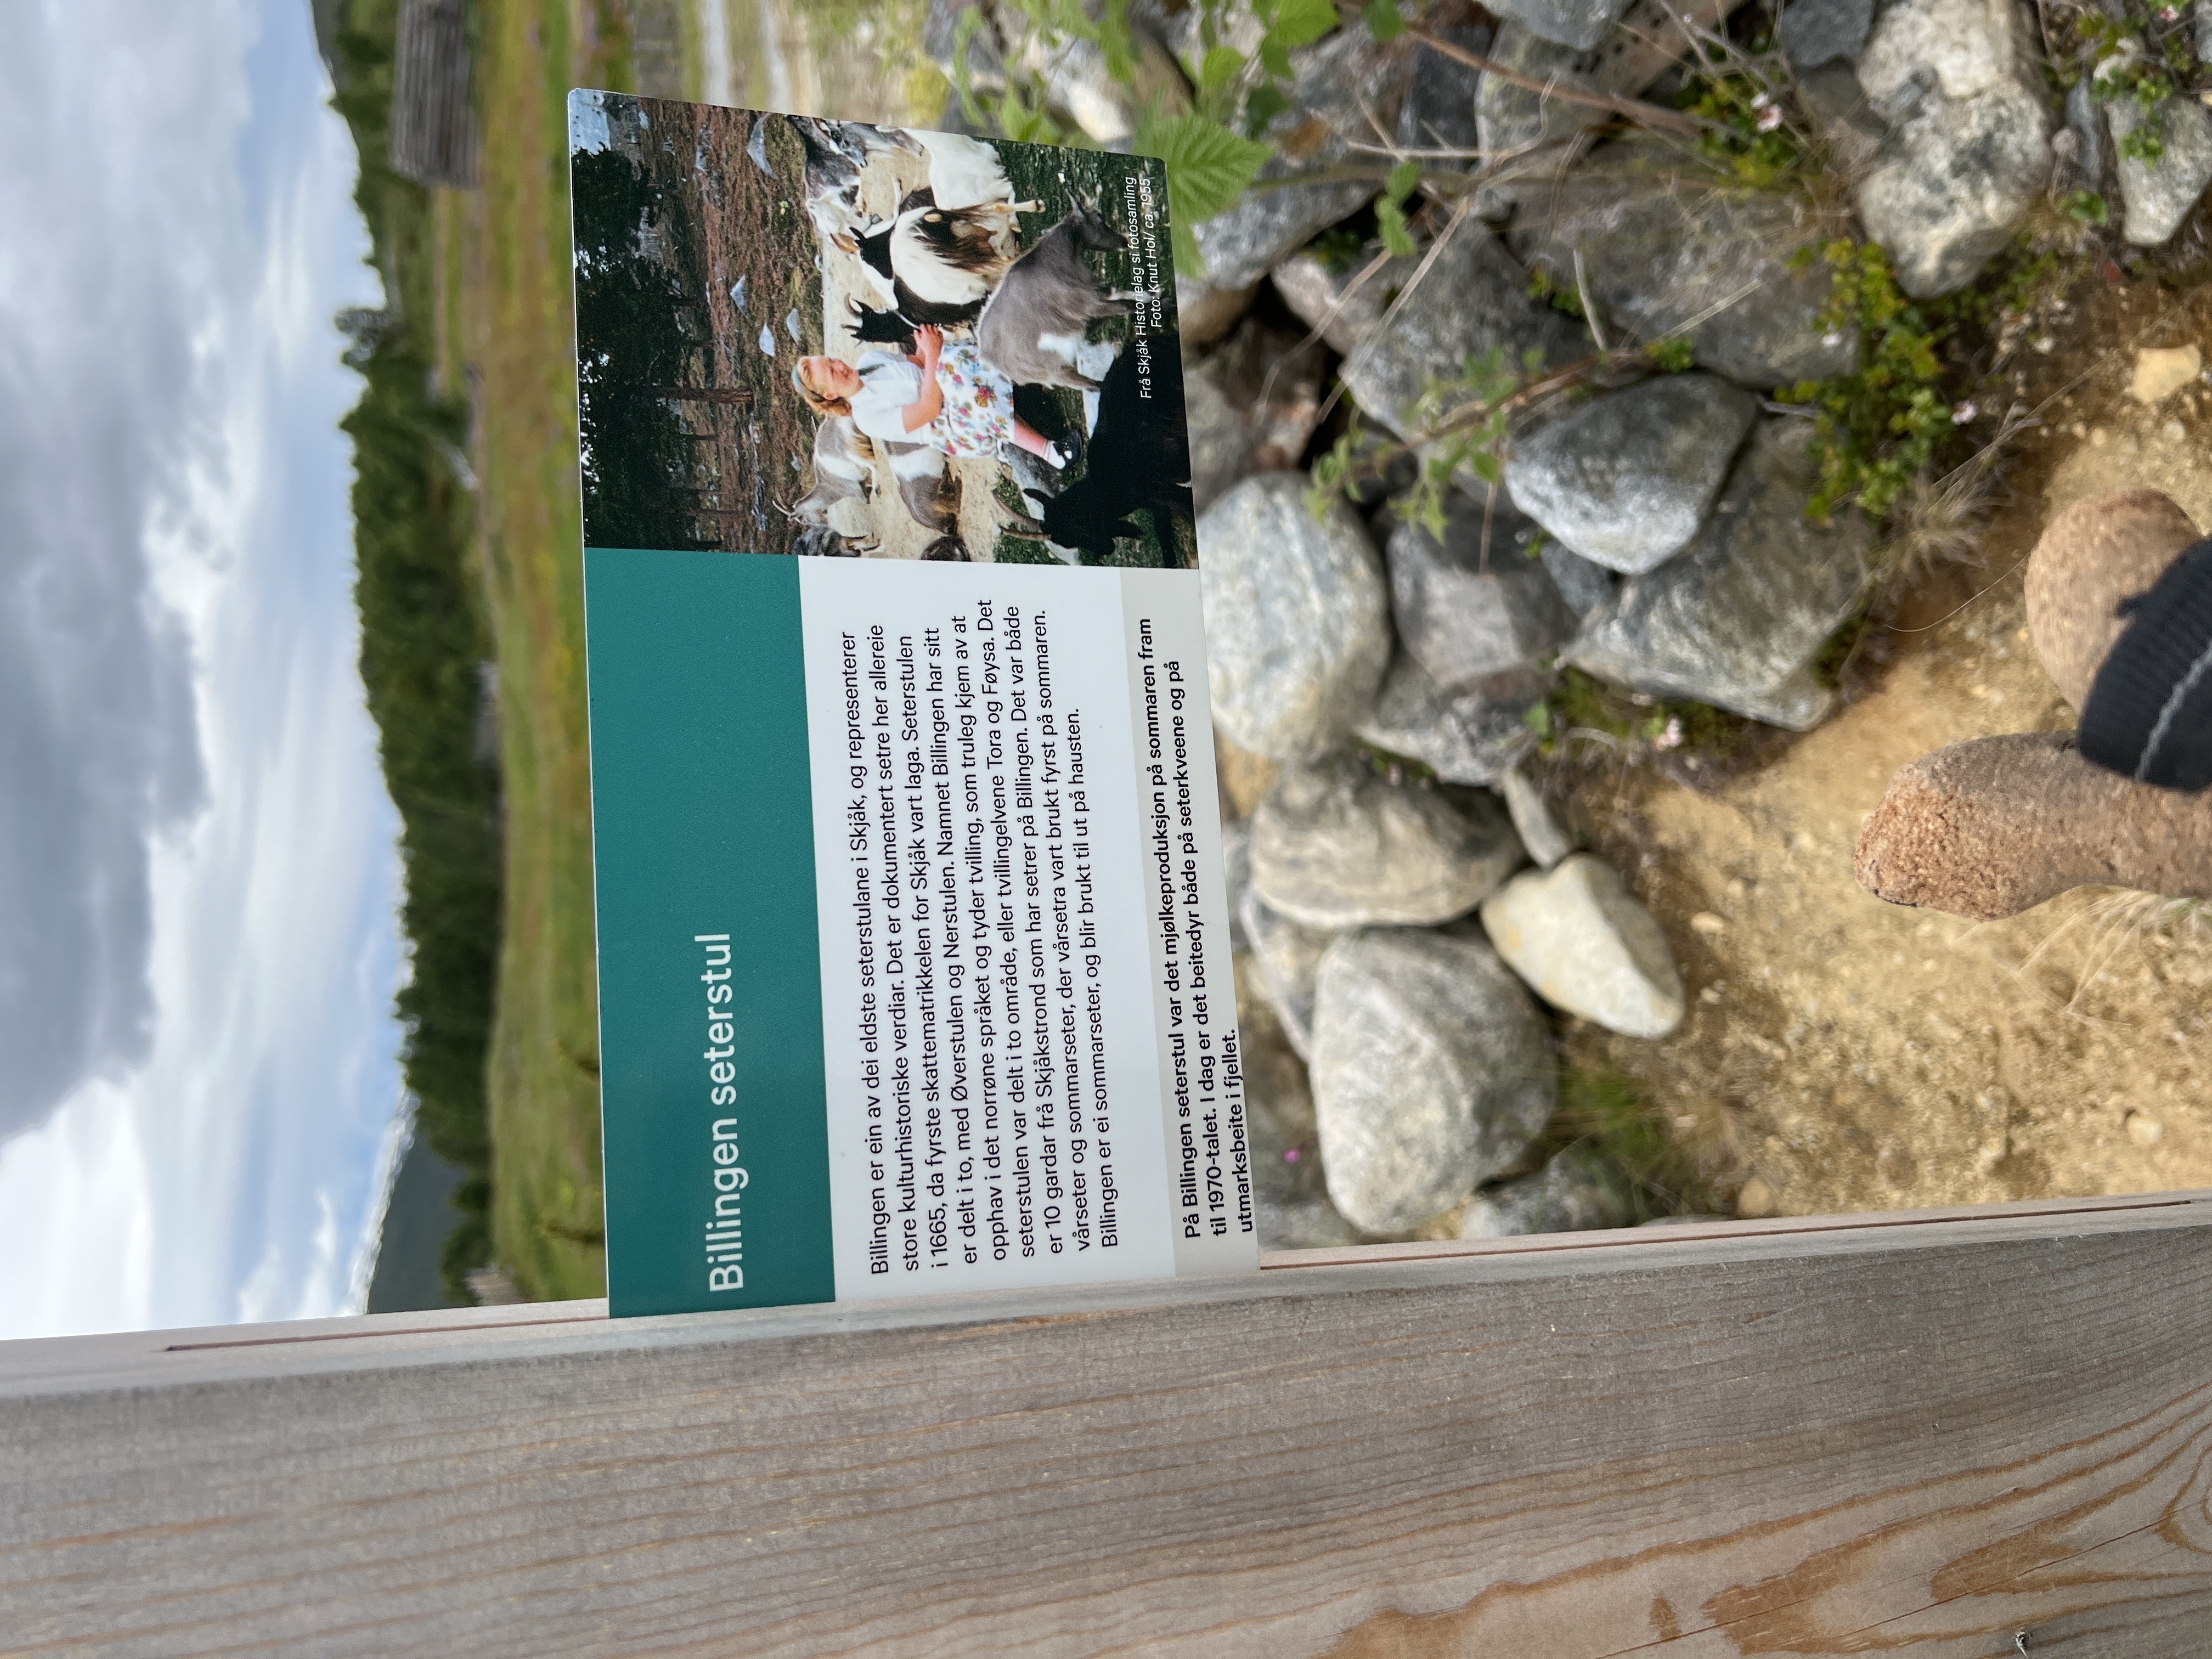 Billingen seterstul
Billingen er ein av dei eldste seterstulane i Skjåk, og representerer
store kulturhistoriske verdiar. Det er dokumentert setre her allereie
i 1665, da fyrste skattematrikkelen for Skjåk vart laga. Seterstulen
er delt i to, med Øverstulen og Nerstulen. Namnet Billingen har sitt
opphav i det norrøne språket og tyder tvilling, som truleg kjem av at
seterstulen var delt i to område, eller tvillingelvene Tora og Føysa. Det
er 10 gardar frå Skjåkstrond som har setrer på Billingen. Det var både
vårseter og sommarseter, der vårsetra vart brukt fyrst på sommaren.
Billingen er ei sommarseter, og blir brukt til ut på hausten.
På Billingen seterstul var det mjølkeproduksjon på sommaren fram
til 1970-talet. I dag er det beitedyr både på seterkveene og på
utmarksbeite i fjellet.
Frå Skjåk Historielag si fotosamling
Foto: Knut Hol/ ca. 1955